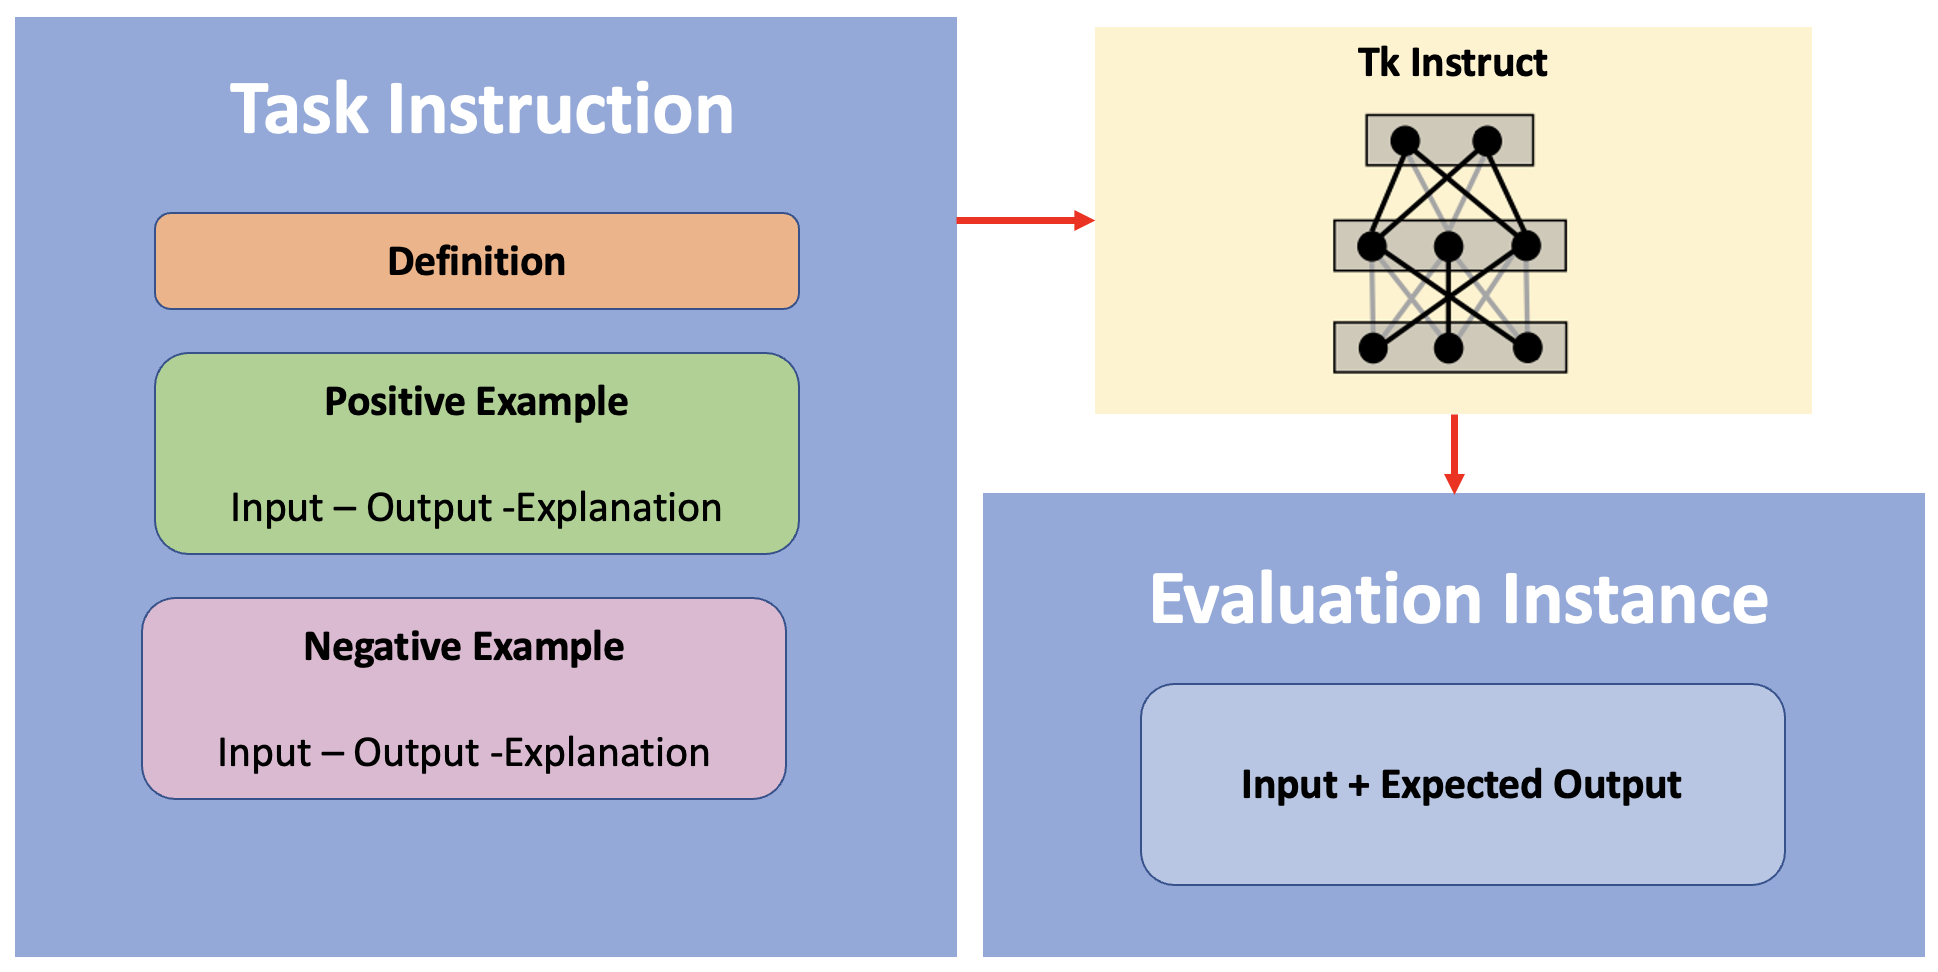 Task Instruction
Definition
Positive Example
Input – Output -Explanation
Negative Example
Input – Output -Explanation
Tk Instruct
Evaluation Instance
Input + Expected Output